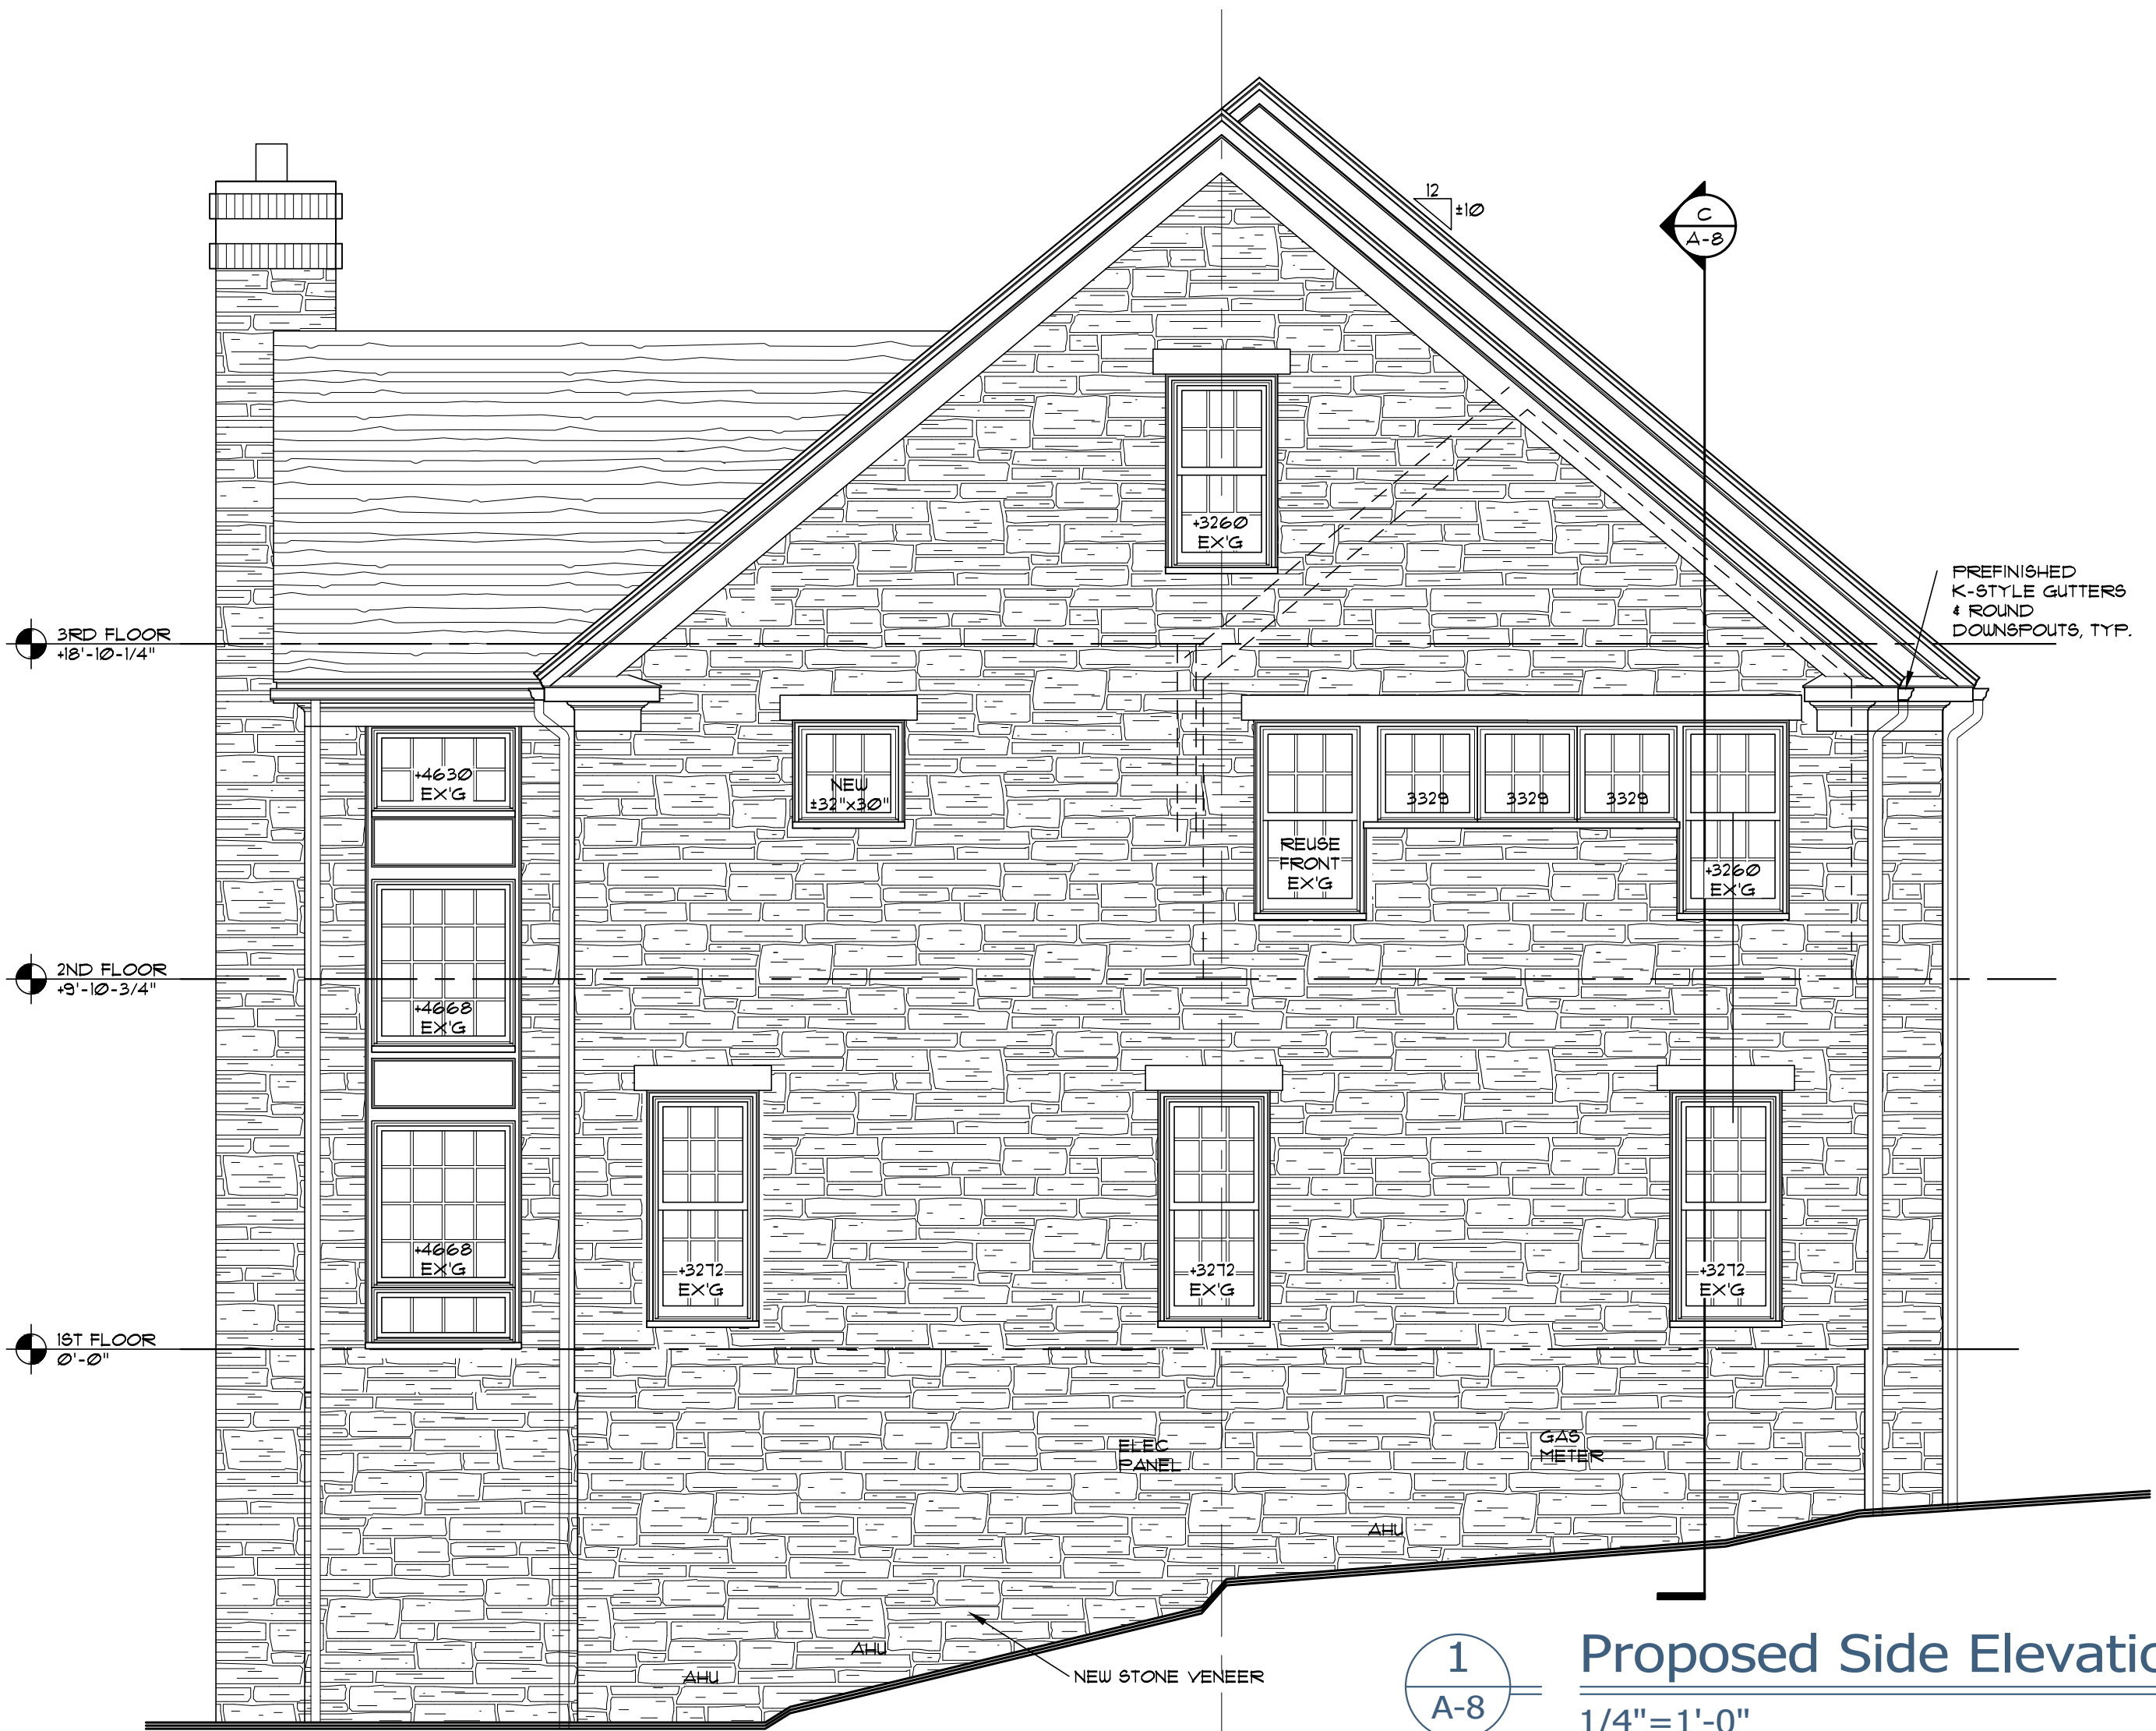 12
±10
C
A-8
+3260
EX'G
PREFINISHED
K-STYLE GUTTERS
& ROUND
DOWNSPOUTS, TYP.
3RD FLOOR
+18'-10-1/4"
+4630
EX'G
NEW
±32"x30"
3329
3329
3329
REUSE
FRONT
EX'G
+3260
EX'G
2ND FLOOR
+9'-10-3/4"
+4668
EX'G
+4668
EX'G
+3272
EX'G
+3272
EX'G
+3272
EX'G
1ST FLOOR
0'-0"
ELEC
PANEL
GAS
METER
AHU
AHU
AHU
NEW STONE VENEER
1
A-8
Proposed Side Elevatio
1/4"=1'-0"